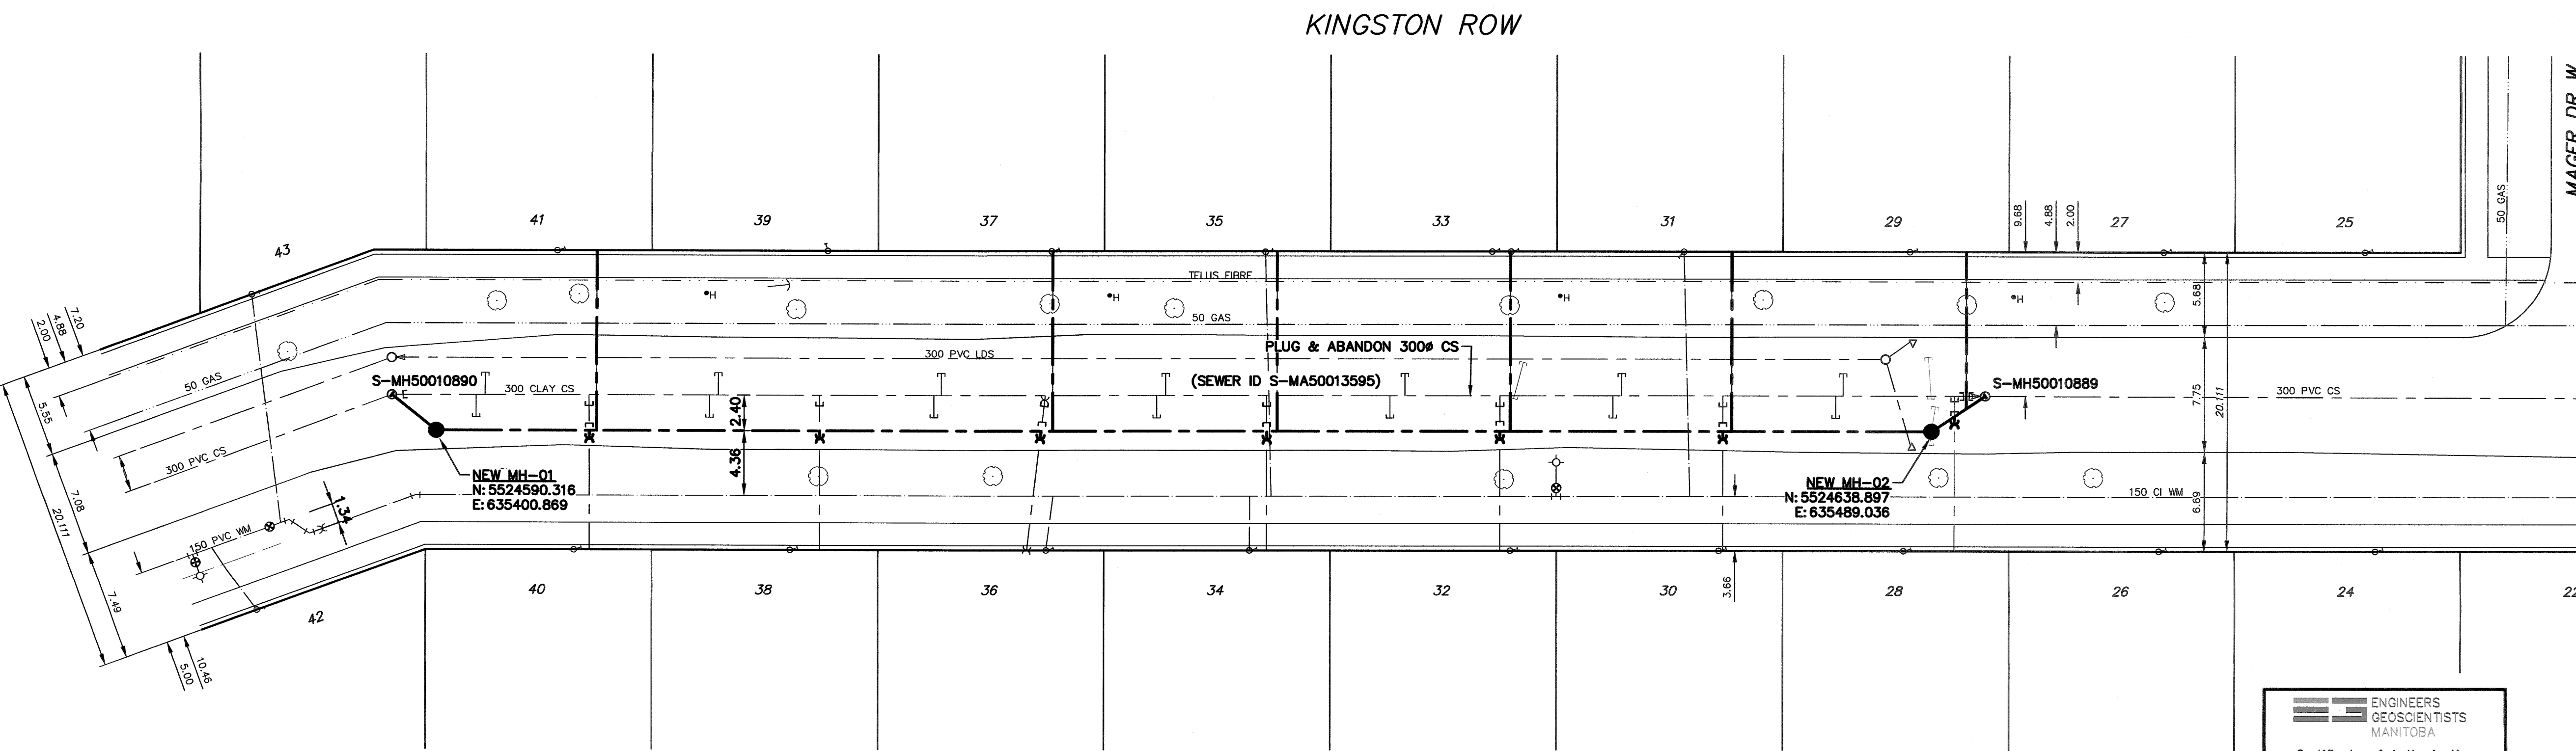 KINGSTON ROW
MAGER DR W
50 GAS
43
41
39
37
35
33
31
29
27
25
9.68
4.88
2.00
TELUS FIBRE
H
H
H
H
50 GAS
5.68
7.20
4.88
2.00
50 GAS
300 PVC LDS
PLUG & ABANDON 300ø CS
S-MH50010890
300 CLAY CS
(SEWER ID S-MA50013595)
S-MH50010889
300 PVC CS
7.75
20.111
2.40
4.36
5.55
7.08
20.111
7.49
300 PVC CS
NEW MH-01
N: 5524590.316
E: 635400.869
1.34
150 PVC WM
NEW MH-02
N: 5524638.897
E: 635489.036
150 CI WM
6.69
3.66
42
40
38
36
34
32
30
28
26
24
22
10.46
5.00
ENGINEERS
GEOSCIENTISTS
MANITOBA